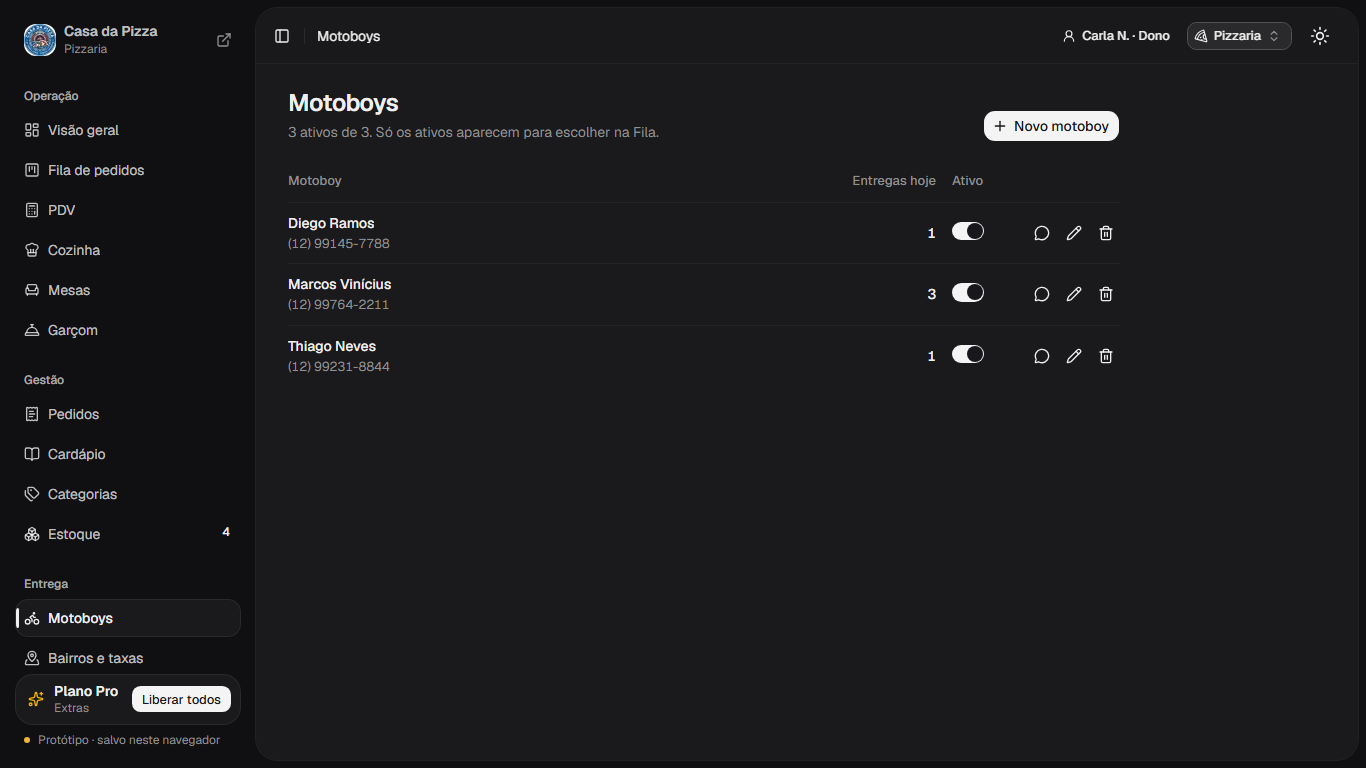 Casa da Pizza
Pizzaria
Operação
Visão geral
Fila de pedidos
PDV
Cozinha
Mesas
Garçom
Gestão
Pedidos
Cardápio
Categorias
Estoque 4
Entrega
Motoboys
Bairros e taxas
Plano Pro
Extras
Liberar todos
Protótipo · salvo neste navegador
Motoboys
Carla N. · Dono
Pizzaria
Motoboys
3 ativos de 3. Só os ativos aparecem para escolher na Fila.
Novo motoboy
Motoboy Entregas hoje Ativo
Diego Ramos
(12) 99145-7788
1
Marcos Vinícius
(12) 99764-2211
3
Thiago Neves
(12) 99231-8844
1